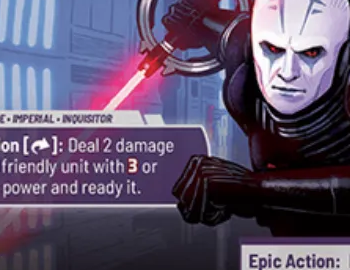 E • IMPERIAL • INQUISITOR
ion [↷]: Deal 2 damage
friendly unit with 3 or
power and ready it.
Epic Action: